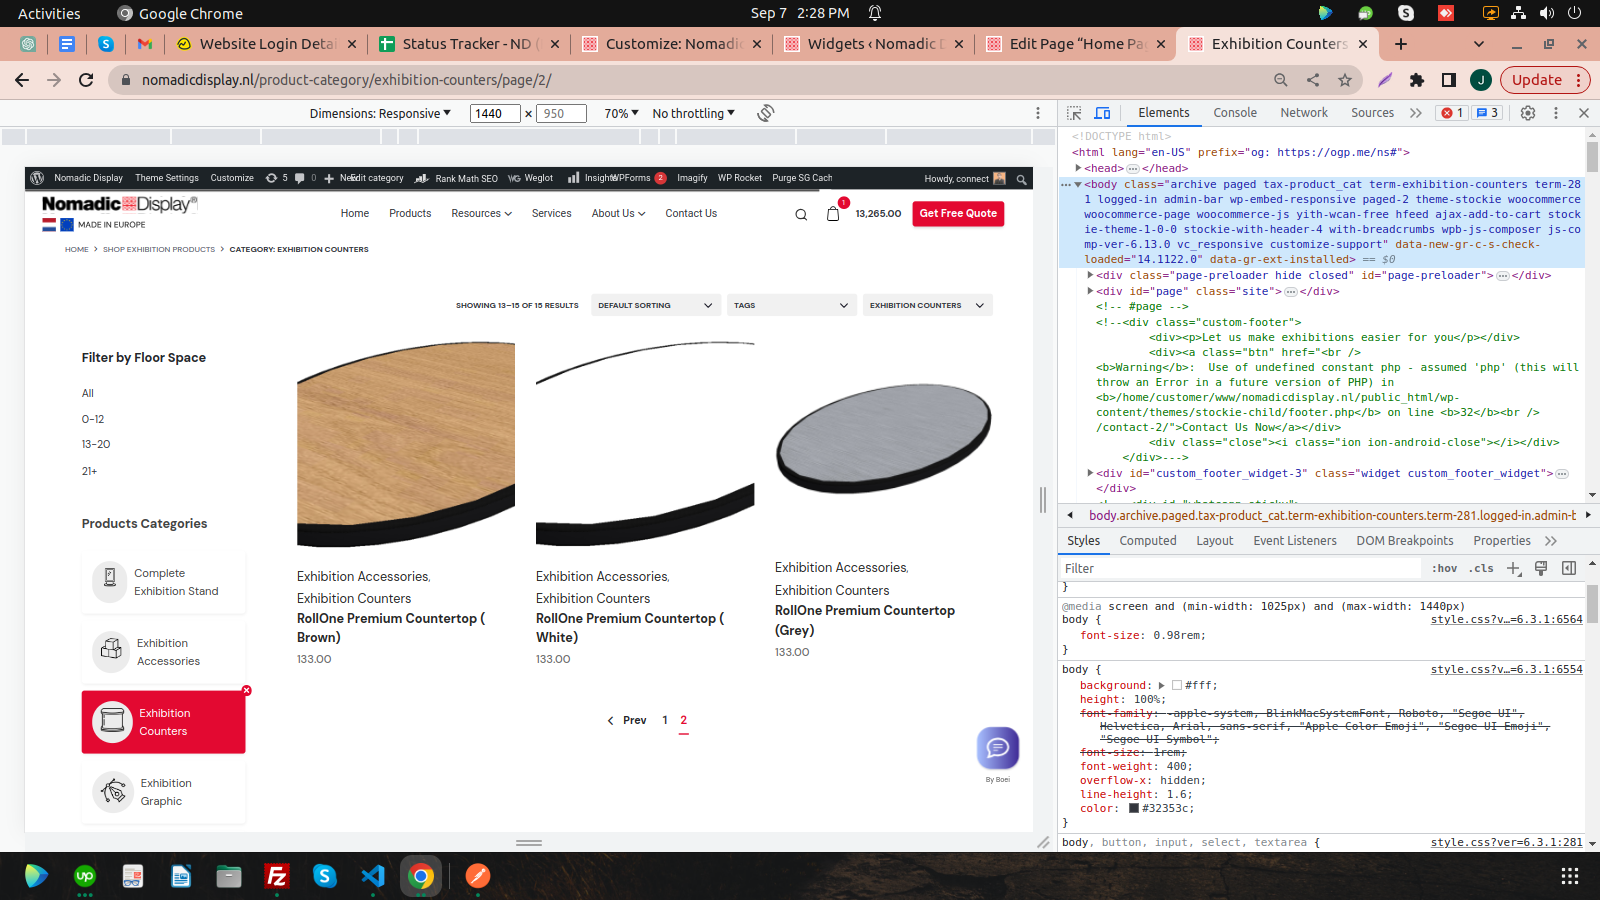 Activities
Google Chrome
Sep 7 2:28 PM
Website Login Detai
Status Tracker - ND (
Customize: Nomadic
Widgets ‹ Nomadic D
Edit Page “Home Pag
Exhibition Counters
nomadicdisplay.nl/product-category/exhibition-counters/page/2/
J
Update
Dimensions: Responsive
1440 × 950
70%
No throttling
Elements
Console
Network
Sources
1
3
Nomadic Display
Theme Settings
Customize
5
0
New
Edit category
Rank Math SEO
Weglot
Insights
WPForms 2
Imagify
WP Rocket
Purge SG Cach
Howdy, connect
Nomadic Display®
MADE IN EUROPE
Home
Products
Resources
Services
About Us
Contact Us
1
13,265.00
Get Free Quote
HOME > SHOP EXHIBITION PRODUCTS > CATEGORY: EXHIBITION COUNTERS
SHOWING 13–15 OF 15 RESULTS
DEFAULT SORTING
TAGS
EXHIBITION COUNTERS
Filter by Floor Space
All
0-12
13-20
21+
Products Categories
Complete
Exhibition Stand
Exhibition
Accessories
Exhibition
Counters
Exhibition
Graphic
Exhibition Accessories,
Exhibition Counters
RollOne Premium Countertop (
Brown)
133.00
Exhibition Accessories,
Exhibition Counters
RollOne Premium Countertop (
White)
133.00
Exhibition Accessories,
Exhibition Counters
RollOne Premium Countertop
(Grey)
133.00
Prev 1 2
By Boei
<!DOCTYPE html>
<html lang="en-US" prefix="og: https://ogp.me/ns#">
<head>⋯</head>
<body class="archive paged tax-product_cat term-exhibition-counters term-28
1 logged-in admin-bar wp-embed-responsive paged-2 theme-stockie woocommerce
woocommerce-page woocommerce-js yith-wcan-free hfeed ajax-add-to-cart stock
ie-theme-1-0-0 stockie-with-header-4 with-breadcrumbs wpb-js-composer js-co
mp-ver-6.13.0 vc_responsive customize-support" data-new-gr-c-s-check-
loaded="14.1122.0" data-gr-ext-installed> == $0
<div class="page-preloader hide closed" id="page-preloader">⋯</div>
<div id="page" class="site">⋯</div>
<!-- #page -->
<!--<div class="custom-footer">
<div><p>Let us make exhibitions easier for you</p></div>
<div><a class="btn" href="<br />
<b>Warning</b>:  Use of undefined constant php - assumed 'php' (this will
throw an Error in a future version of PHP) in
<b>/home/customer/www/nomadicdisplay.nl/public_html/wp-
content/themes/stockie-child/footer.php</b> on line <b>32</b><br />
/contact-2/">Contact Us Now</a></div>
<div class="close"><i class="ion ion-android-close"></i></div>
</div>--->
<div id="custom_footer_widget-3" class="widget custom_footer_widget">⋯
</div>
body.archive.paged.tax-product_cat.term-exhibition-counters.term-281.logged-in.admin-b
Styles
Computed
Layout
Event Listeners
DOM Breakpoints
Properties
Filter
:hov .cls
}
@media screen and (min-width: 1025px) and (max-width: 1440px)
body {
style.css?v…=6.3.1:6564
font-size: 0.98rem;
}
body {
style.css?v…=6.3.1:6554
background: #fff;
height: 100%;
font-family: -apple-system, BlinkMacSystemFont, Roboto, "Segoe UI",
Helvetica, Arial, sans-serif, "Apple Color Emoji", "Segoe UI Emoji",
"Segoe UI Symbol";
font-size: 1rem;
font-weight: 400;
overflow-x: hidden;
line-height: 1.6;
color: #32353c;
}
body, button, input, select, textarea {
style.css?ver=6.3.1:281